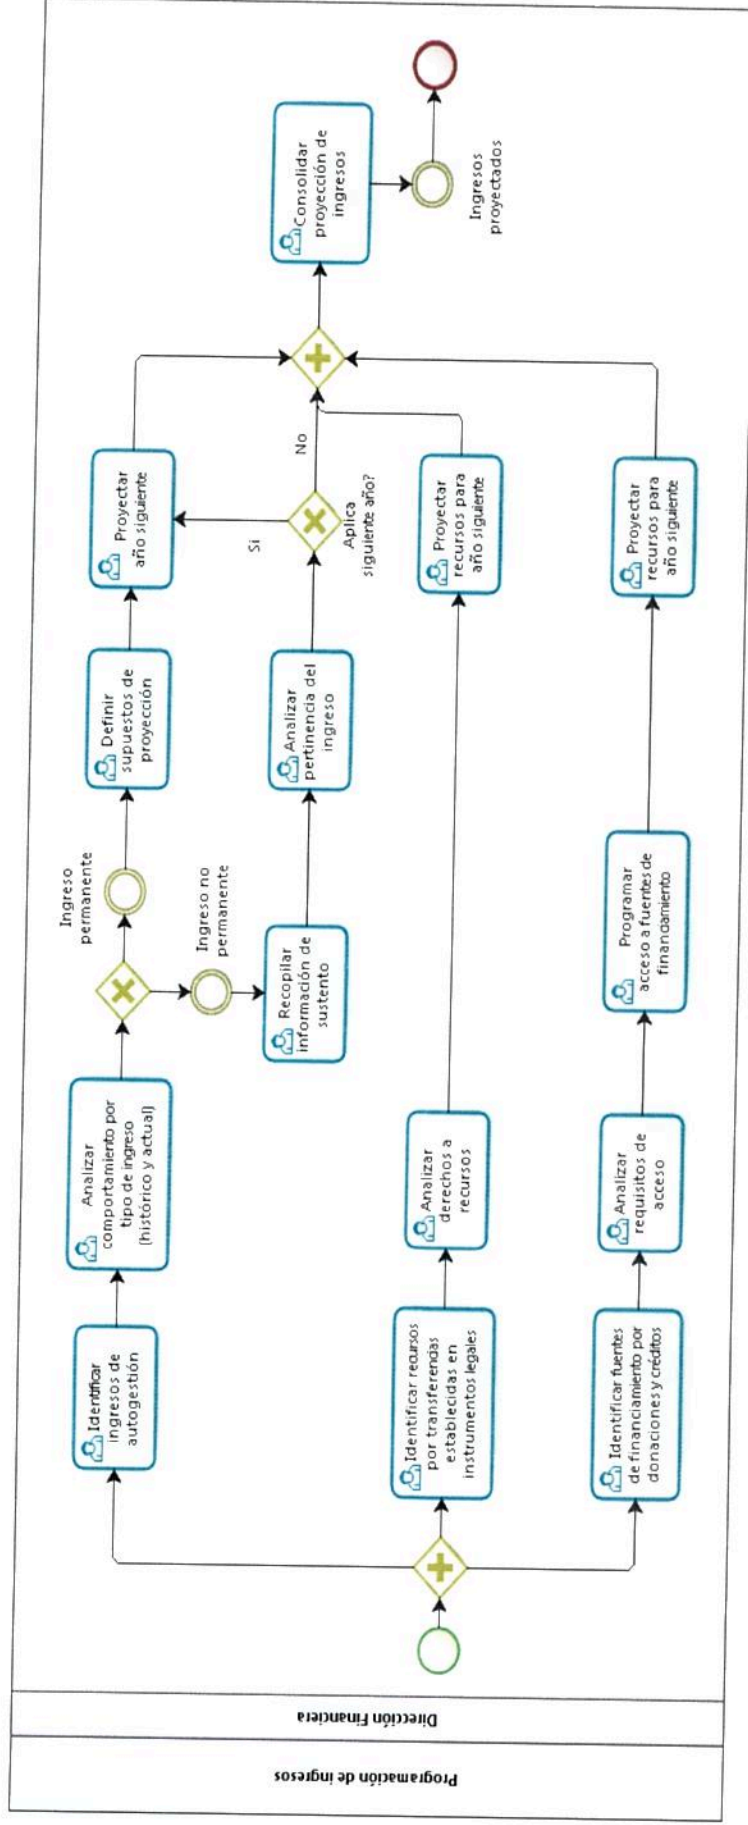 Programación de ingresos
Dirección Financiera
Identificar
ingresos de
autogestión
Analizar
comportamiento por
tipo de ingreso
(histórico y actual)
Ingreso
permanente
Definir
supuestos de
proyección
Proyectar
año siguiente
Ingreso no
permanente
Recopilar
información de
sustento
Analizar
pertinencia del
ingreso
Si
No
Aplica
siguiente año?
Consolidar
proyección de
ingresos
Ingresos
proyectados
Identificar recursos
por transferencias
establecidas en
instrumentos legales
Analizar
derechos a
recursos
Proyectar
recursos para
año siguiente
Identificar fuentes
de financiamiento por
donaciones y créditos
Analizar
requisitos de
acceso
Programar
acceso a fuentes de
financiamiento
Proyectar
recursos para
año siguiente